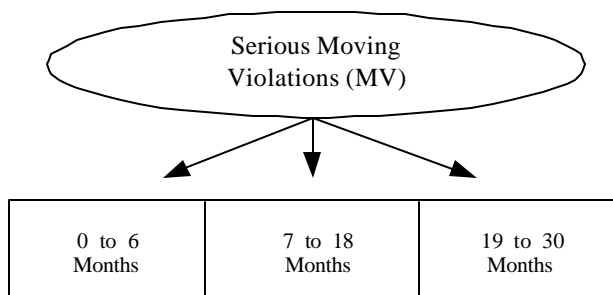 Serious Moving
Violations (MV)
0 to 6
Months
7 to 18
Months
19 to 30
Months